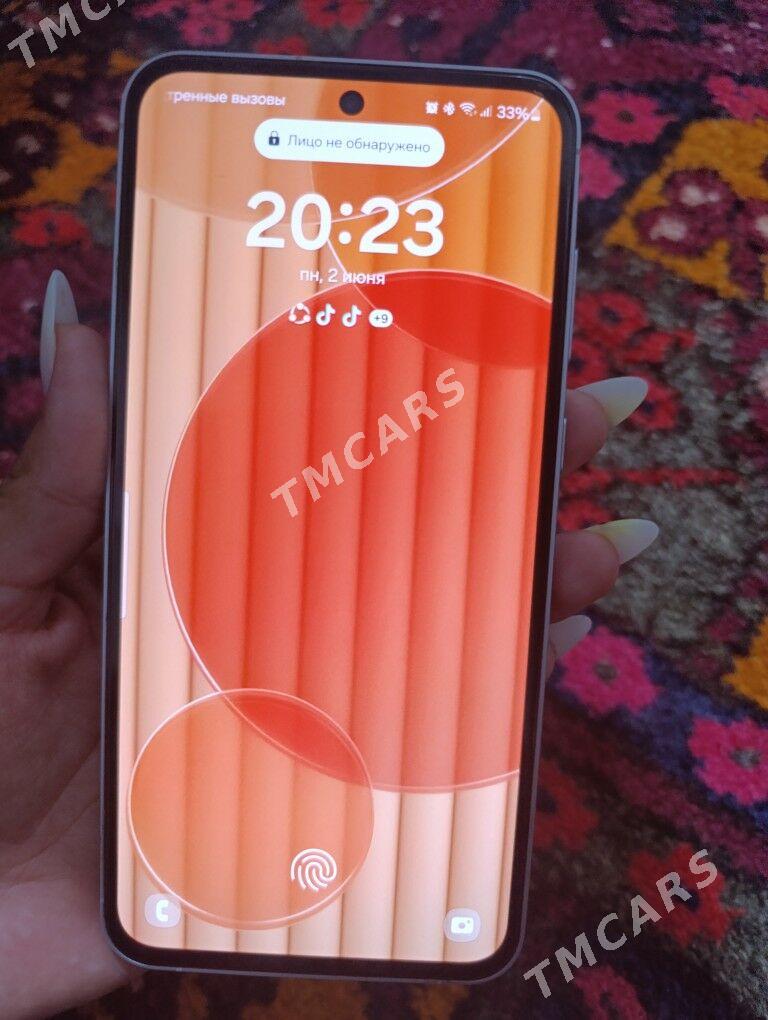 TMCARS
тренные вызовы
33%
Лицо не обнаружено
20:23
пн, 2 июня
+9
TMCARS
TMCARS